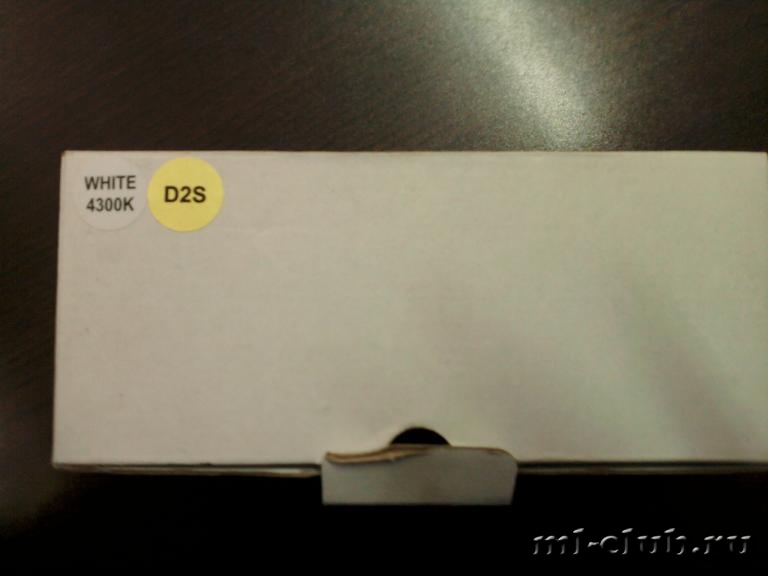 WHITE
4300K
D2S
mi-club.ru